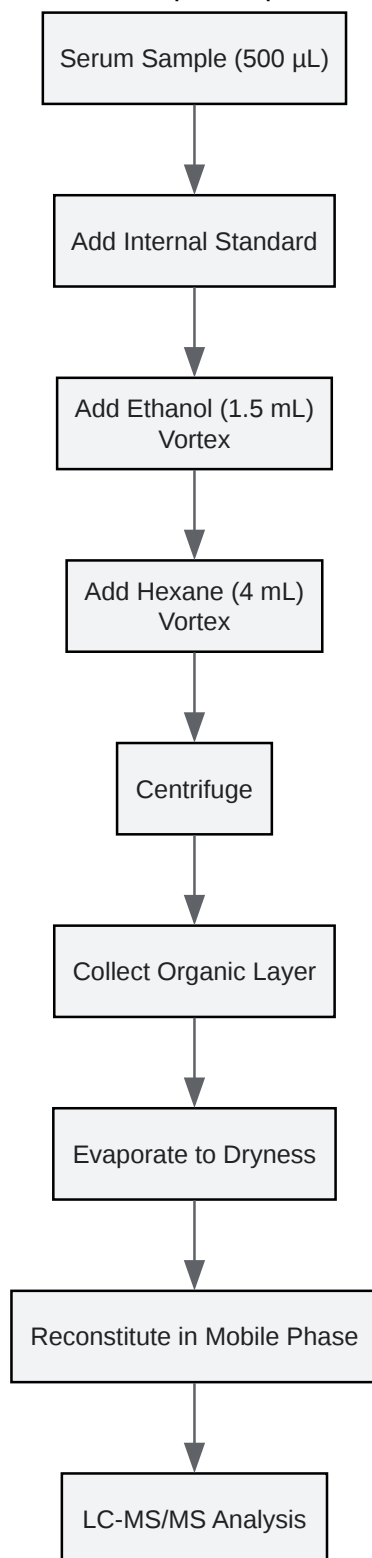 Serum Sample (500 µL)
Add Internal Standard
Add Ethanol (1.5 mL)
Vortex
Add Hexane (4 mL)
Vortex
Centrifuge
Collect Organic Layer
Evaporate to Dryness
Reconstitute in Mobile Phase
LC-MS/MS Analysis